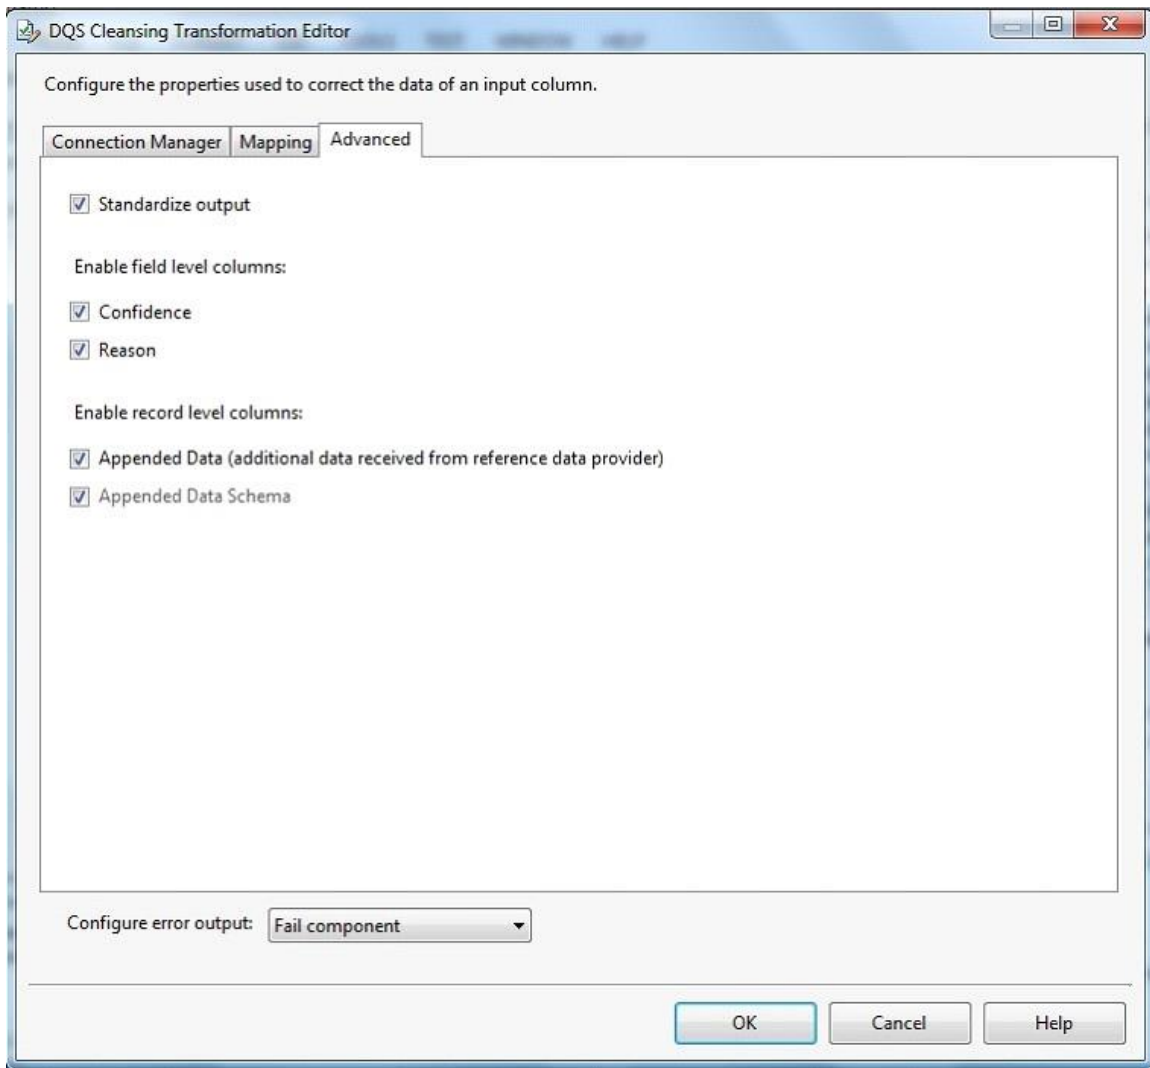 DQS Cleansing Transformation Editor
Configure the properties used to correct the data of an input column.
Connection Manager Mapping Advanced
Standardize output
Enable field level columns:
Confidence
Reason
Enable record level columns:
Appended Data (additional data received from reference data provider)
Appended Data Schema
Configure error output: Fail component
OK Cancel Help